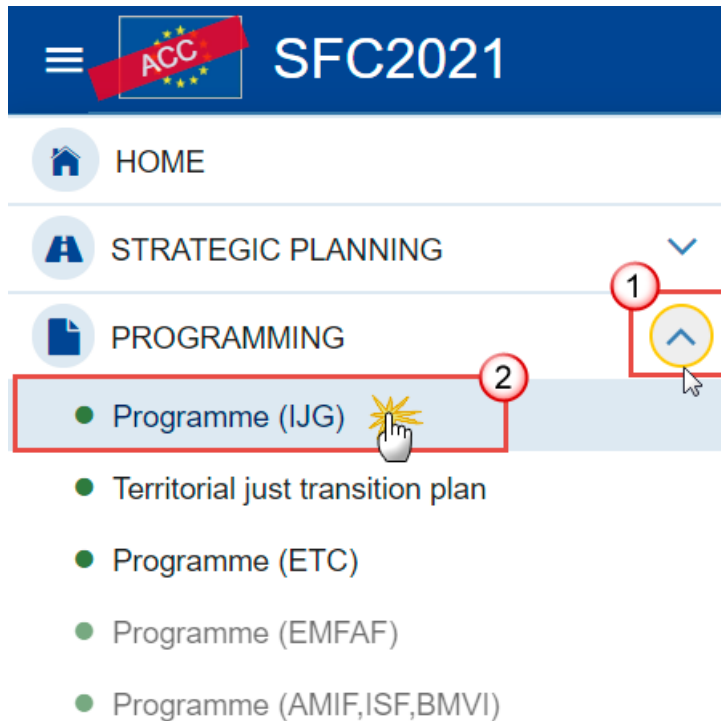 ACC SFC2021
HOME
STRATEGIC PLANNING
1
PROGRAMMING
2
Programme (IJG)
Territorial just transition plan
Programme (ETC)
Programme (EMFAF)
Programme (AMIF,ISF,BMVI)